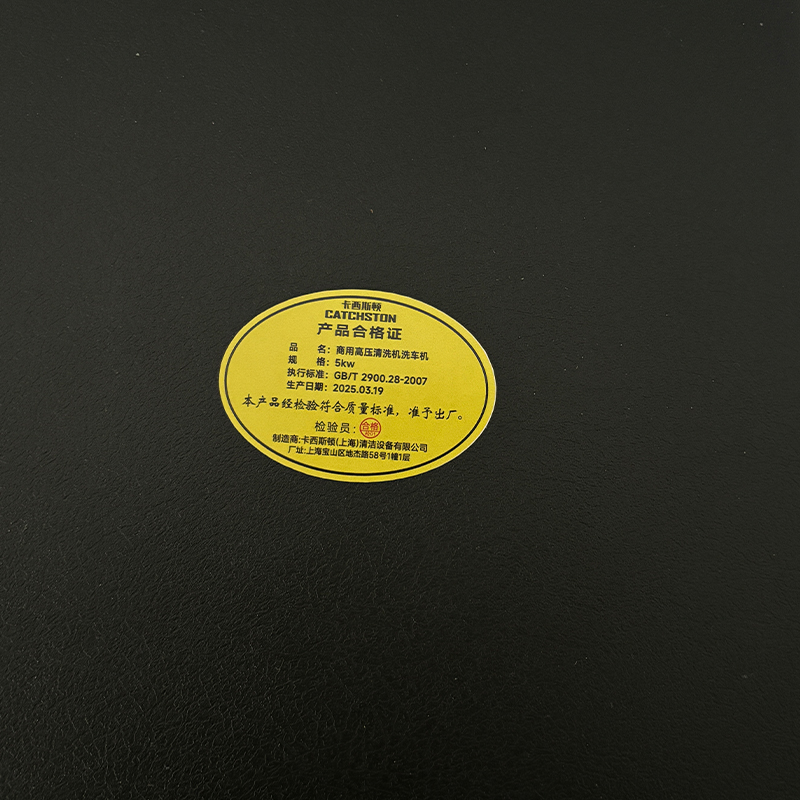 卡西斯顿
CATCHSTON
产品合格证
品 名：商用高压清洗机洗车机
规 格：5kw
执行标准：GB/T 2900.28-2007
生产日期：2025.03.19
本产品经检验符合质量标准，准予出厂。
检验员：合格
制造商:卡西斯顿(上海)清洁设备有限公司
厂址:上海宝山区地杰路58号1幢1层